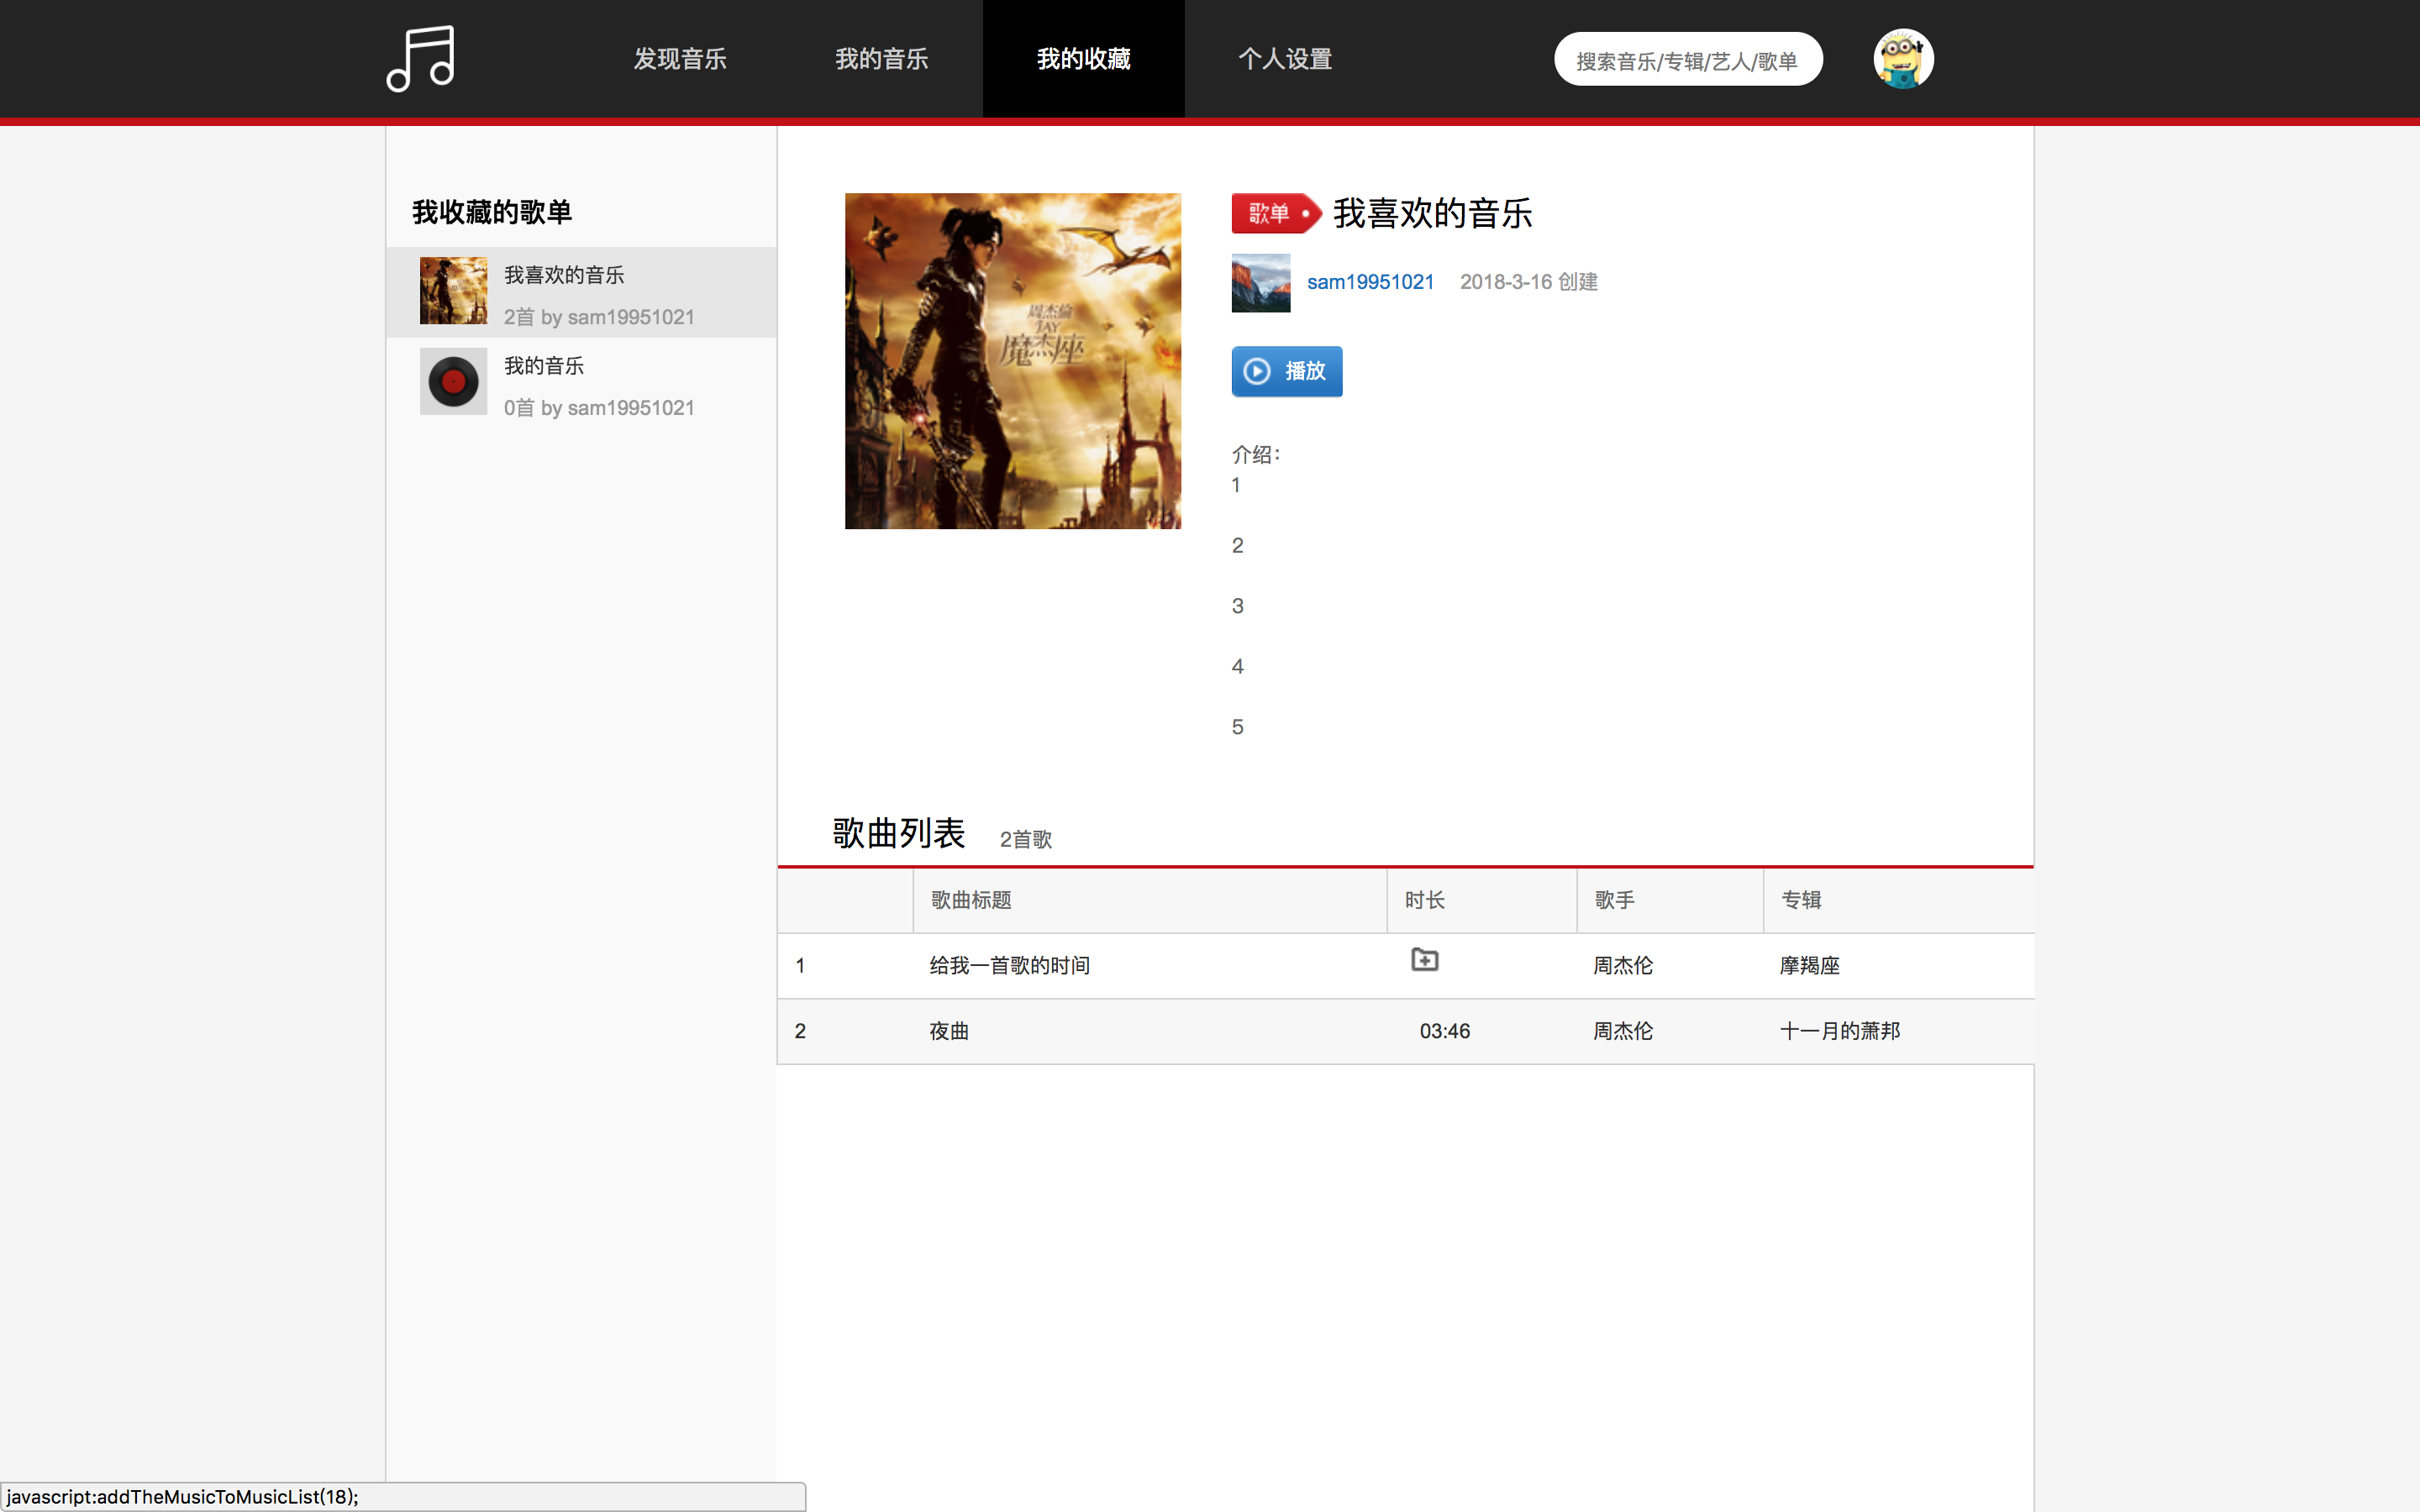 发现音乐 我的音乐 我的收藏 个人设置 搜索音乐/专辑/艺人/歌单
我收藏的歌单
我喜欢的音乐
2首 by sam19951021
我的音乐
0首 by sam19951021
周杰倫
JAY
魔杰座
歌单 我喜欢的音乐
sam19951021 2018-3-16 创建
播放
介绍：
1
2
3
4
5
歌曲列表 2首歌
歌曲标题 时长 歌手 专辑
1 给我一首歌的时间 周杰伦 摩羯座
2 夜曲 03:46 周杰伦 十一月的萧邦
javascript:addTheMusicToMusicList(18);